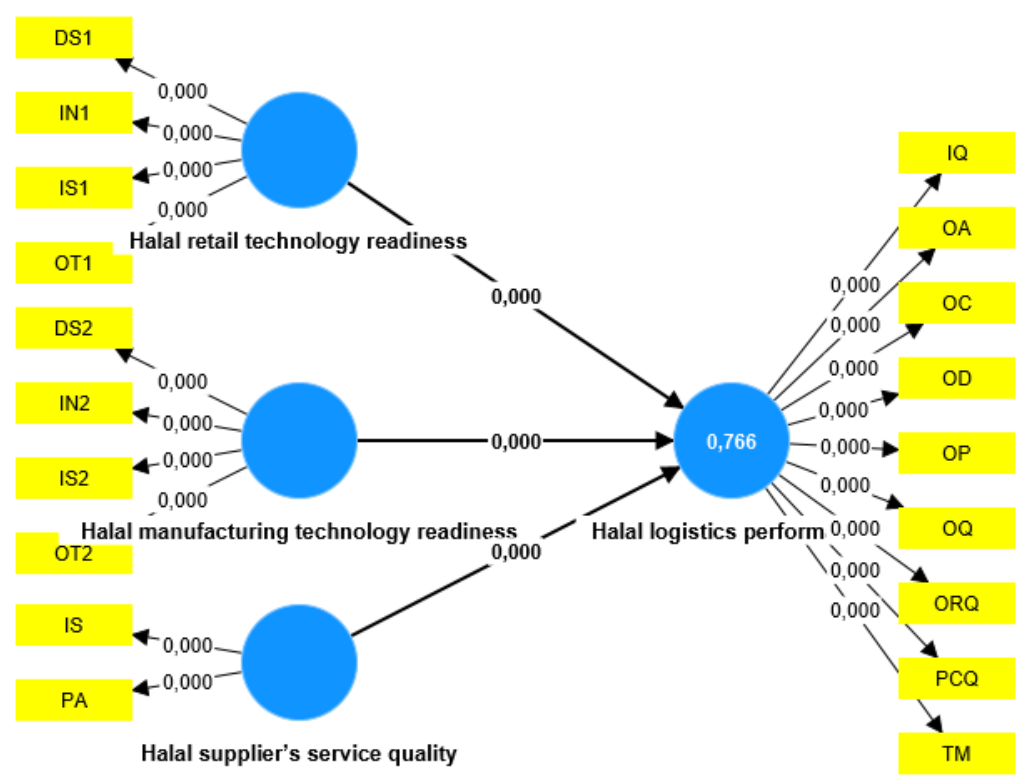 DS1
0,000
IN1
0,000
IS1
0,000
0,000
OT1
Halal retail technology readiness
DS2
0,000
IN2
0,000
IS2
0,000
0,000
OT2
Halal manufacturing technology readiness
IS
0,000
PA
0,000
Halal supplier's service quality
0,000
0,000
0,000
0,766
Halal logistics perform
IQ
0,000
OA
0,000
OC
0,000
OD
0,000
OP
0,000
OQ
0,000
ORQ
0,000
PCQ
0,000
TM
0,000